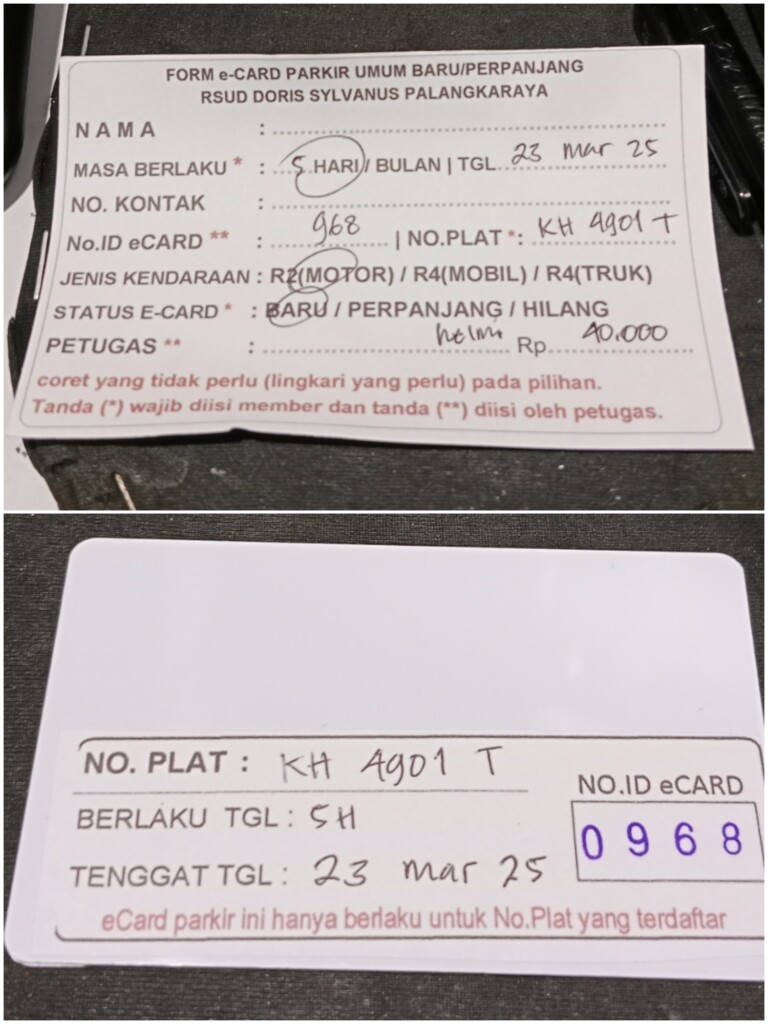 FORM e-CARD PARKIR UMUM BARU/PERPANJANG
RSUD DORIS SYLVANUS PALANGKARAYA
NAMA :
MASA BERLAKU * : 5 HARI / BULAN | TGL. 23 Mar 25
NO. KONTAK :
No.ID eCARD ** : 968 | NO.PLAT *: KH 4901 T
JENIS KENDARAAN : R2(MOTOR) / R4(MOBIL) / R4(TRUK)
STATUS E-CARD * : BARU / PERPANJANG / HILANG
PETUGAS ** : helmi Rp. 40.000
coret yang tidak perlu (lingkari yang perlu) pada pilihan.
Tanda (*) wajib diisi member dan tanda (**) diisi oleh petugas.
NO. PLAT : KH 4901 T
NO.ID eCARD
BERLAKU TGL : 5H
0968
TENGGAT TGL : 23 Mar 25
eCard parkir ini hanya berlaku untuk No.Plat yang terdaftar